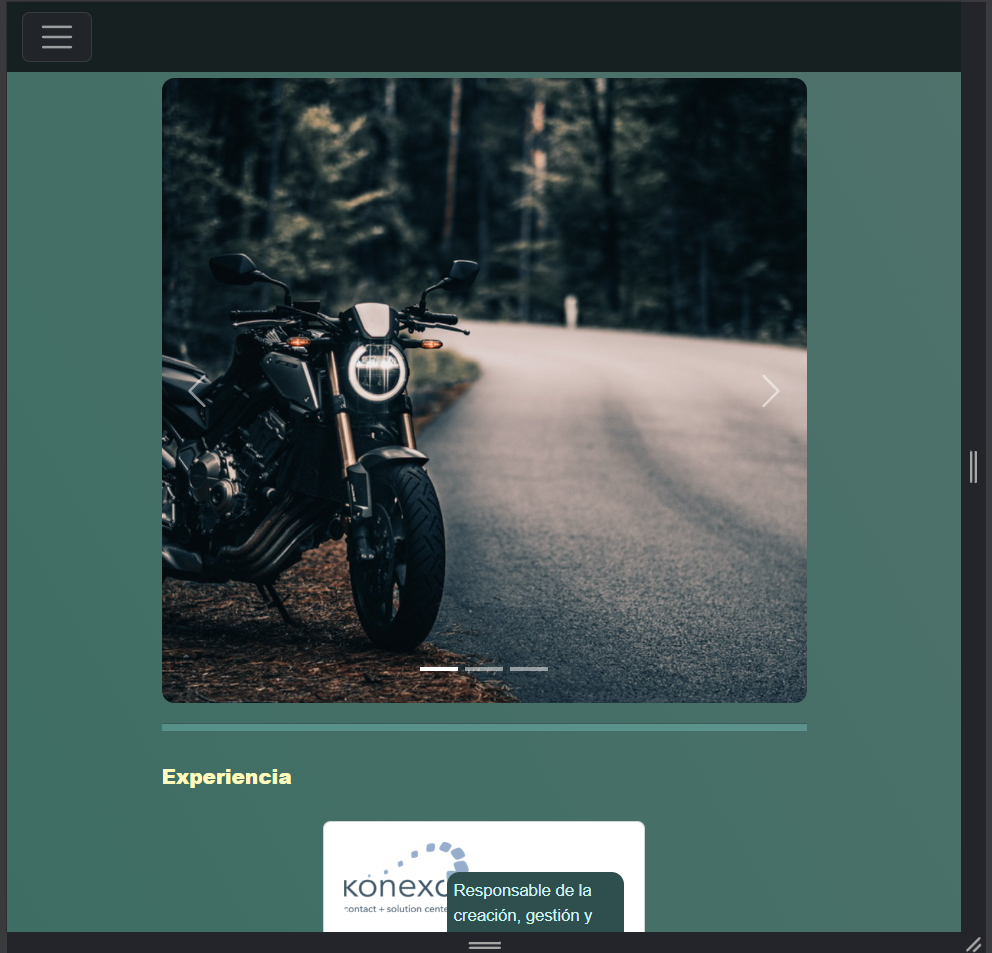 Experiencia
konexo
contact + solution cente
Responsable de la
creación, gestión y